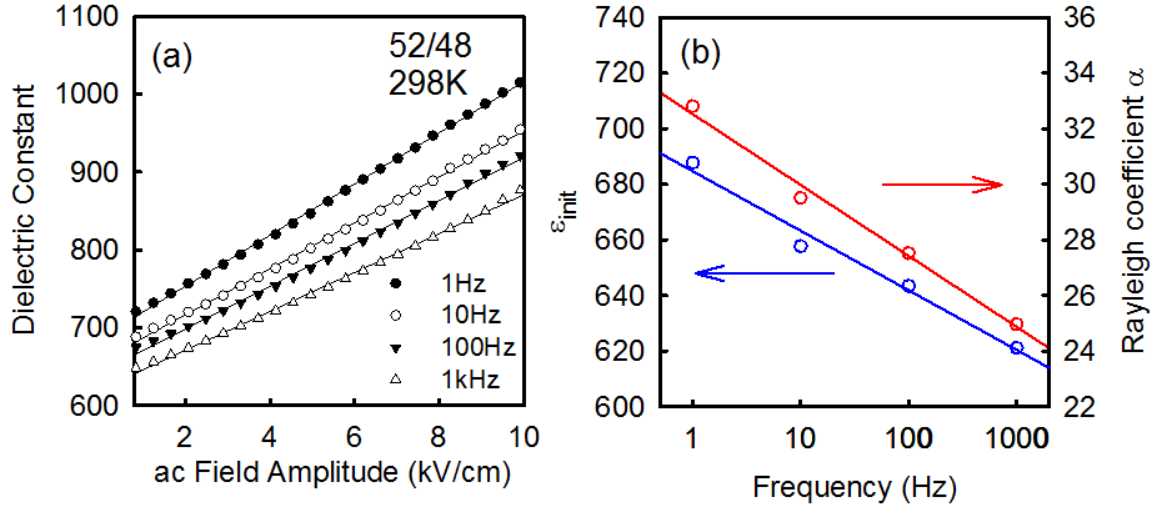 (a)
52/48
298K
1100
1000
900
800
700
600
Dielectric Constant
1Hz
10Hz
100Hz
1kHz
2 4 6 8 10
ac Field Amplitude (kV/cm)
(b)
740
720
700
680
660
640
620
600
εinit
36
34
32
30
28
26
24
22
Rayleigh coefficient α
1 10 100 1000
Frequency (Hz)